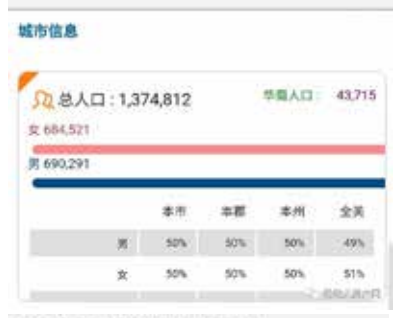 城市信息
总人口 : 1,374,812
华裔人口 : 43,715
女 684,521
男 690,291
本市 本郡 本州 全美
男 50% 50% 50% 49%
女 50% 50% 50% 51%